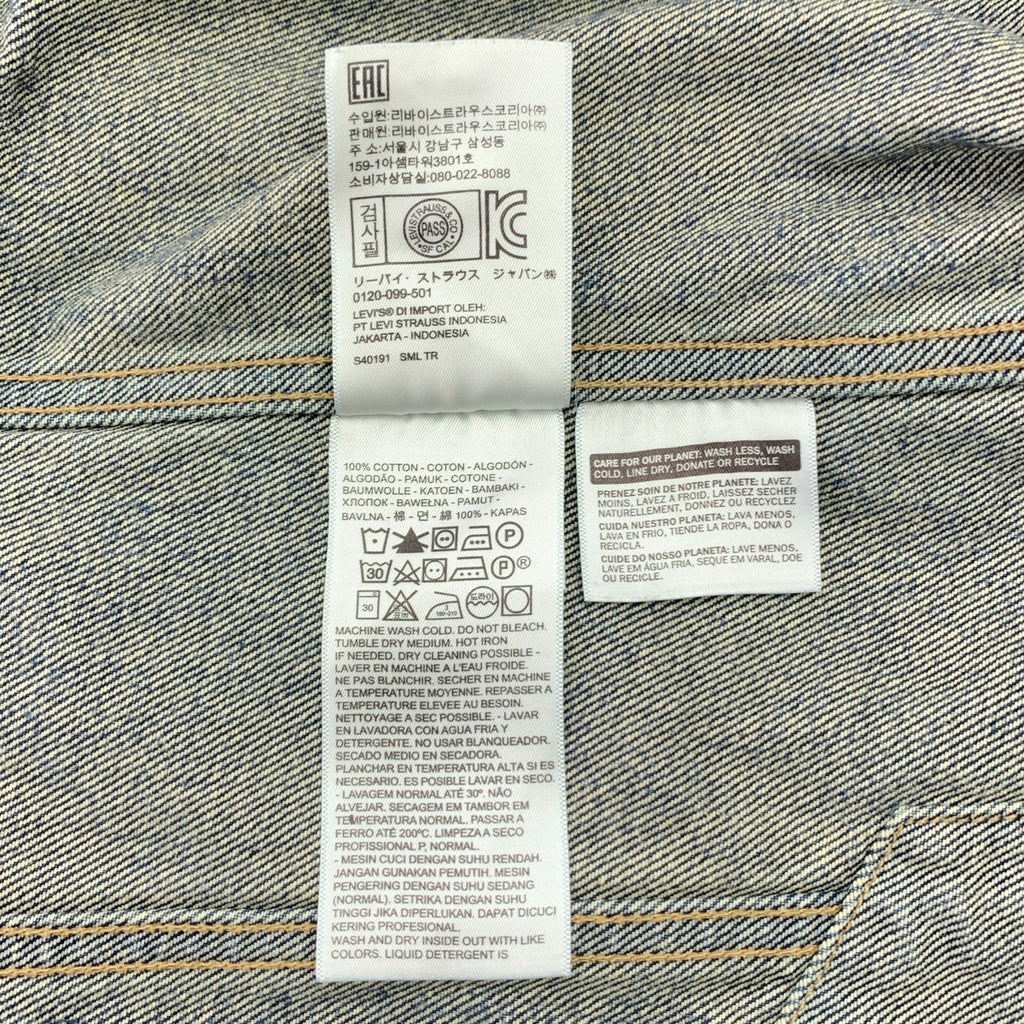 EAC
수입원:리바이스트라우스코리아㈜
판매원:리바이스트라우스코리아㈜
주 소:서울시 강남구 삼성동
159-1아셈타워3801호
소비자상담실:080-022-8088
검사필
LEVI STRAUSS & CO
PASS
SF CAL
KC
リーバイ・ストラウス ジャパン㈱
0120-099-501
LEVI'S® DI IMPORT OLEH:
PT LEVI STRAUSS INDONESIA
JAKARTA - INDONESIA
S40191 SML TR
100% COTTON - COTON - ALGODÓN -
ALGODÃO - PAMUK - COTONE -
BAUMWOLLE - KATOEN - BAMBAKI -
ХЛОПОК - BAWEŁNA - PAMUT -
BAVLNA - 棉 - 면 - 綿 100% - KAPAS
P
30 P®
30 180~210 드라이
MACHINE WASH COLD. DO NOT BLEACH.
TUMBLE DRY MEDIUM. HOT IRON
IF NEEDED. DRY CLEANING POSSIBLE -
LAVER EN MACHINE A L'EAU FROIDE.
NE PAS BLANCHIR. SECHER EN MACHINE
A TEMPERATURE MOYENNE. REPASSER A
TEMPERATURE ELEVEE AU BESOIN.
NETTOYAGE A SEC POSSIBLE. - LAVAR
EN LAVADORA CON AGUA FRIA Y
DETERGENTE. NO USAR BLANQUEADOR.
SECADO MEDIO EN SECADORA.
PLANCHAR EN TEMPERATURA ALTA SI ES
NECESARIO. ES POSIBLE LAVAR EN SECO.
- LAVAGEM NORMAL ATÉ 30º. NÃO
ALVEJAR. SECAGEM EM TAMBOR EM
TEMPERATURA NORMAL. PASSAR A
FERRO ATÉ 200ºC. LIMPEZA A SECO
PROFISSIONAL P, NORMAL.
- MESIN CUCI DENGAN SUHU RENDAH.
JANGAN GUNAKAN PEMUTIH. MESIN
PENGERING DENGAN SUHU SEDANG
(NORMAL). SETRIKA DENGAN SUHU
TINGGI JIKA DIPERLUKAN. DAPAT DICUCI
KERING PROFESIONAL.
WASH AND DRY INSIDE OUT WITH LIKE
COLORS. LIQUID DETERGENT IS
CARE FOR OUR PLANET: WASH LESS, WASH
COLD, LINE DRY, DONATE OR RECYCLE
PRENEZ SOIN DE NOTRE PLANETE: LAVEZ
MOINS, LAVEZ A FROID, LAISSEZ SECHER
NATURELLEMENT, DONNEZ OU RECYCLEZ
CUIDA NUESTRO PLANETA: LAVA MENOS,
LAVA EN FRIO, TIENDE LA ROPA, DONA O
RECICLA.
CUIDE DO NOSSO PLANETA: LAVE MENOS,
LAVE EM ÁGUA FRIA, SEQUE EM VARAL, DOE
OU RECICLE.